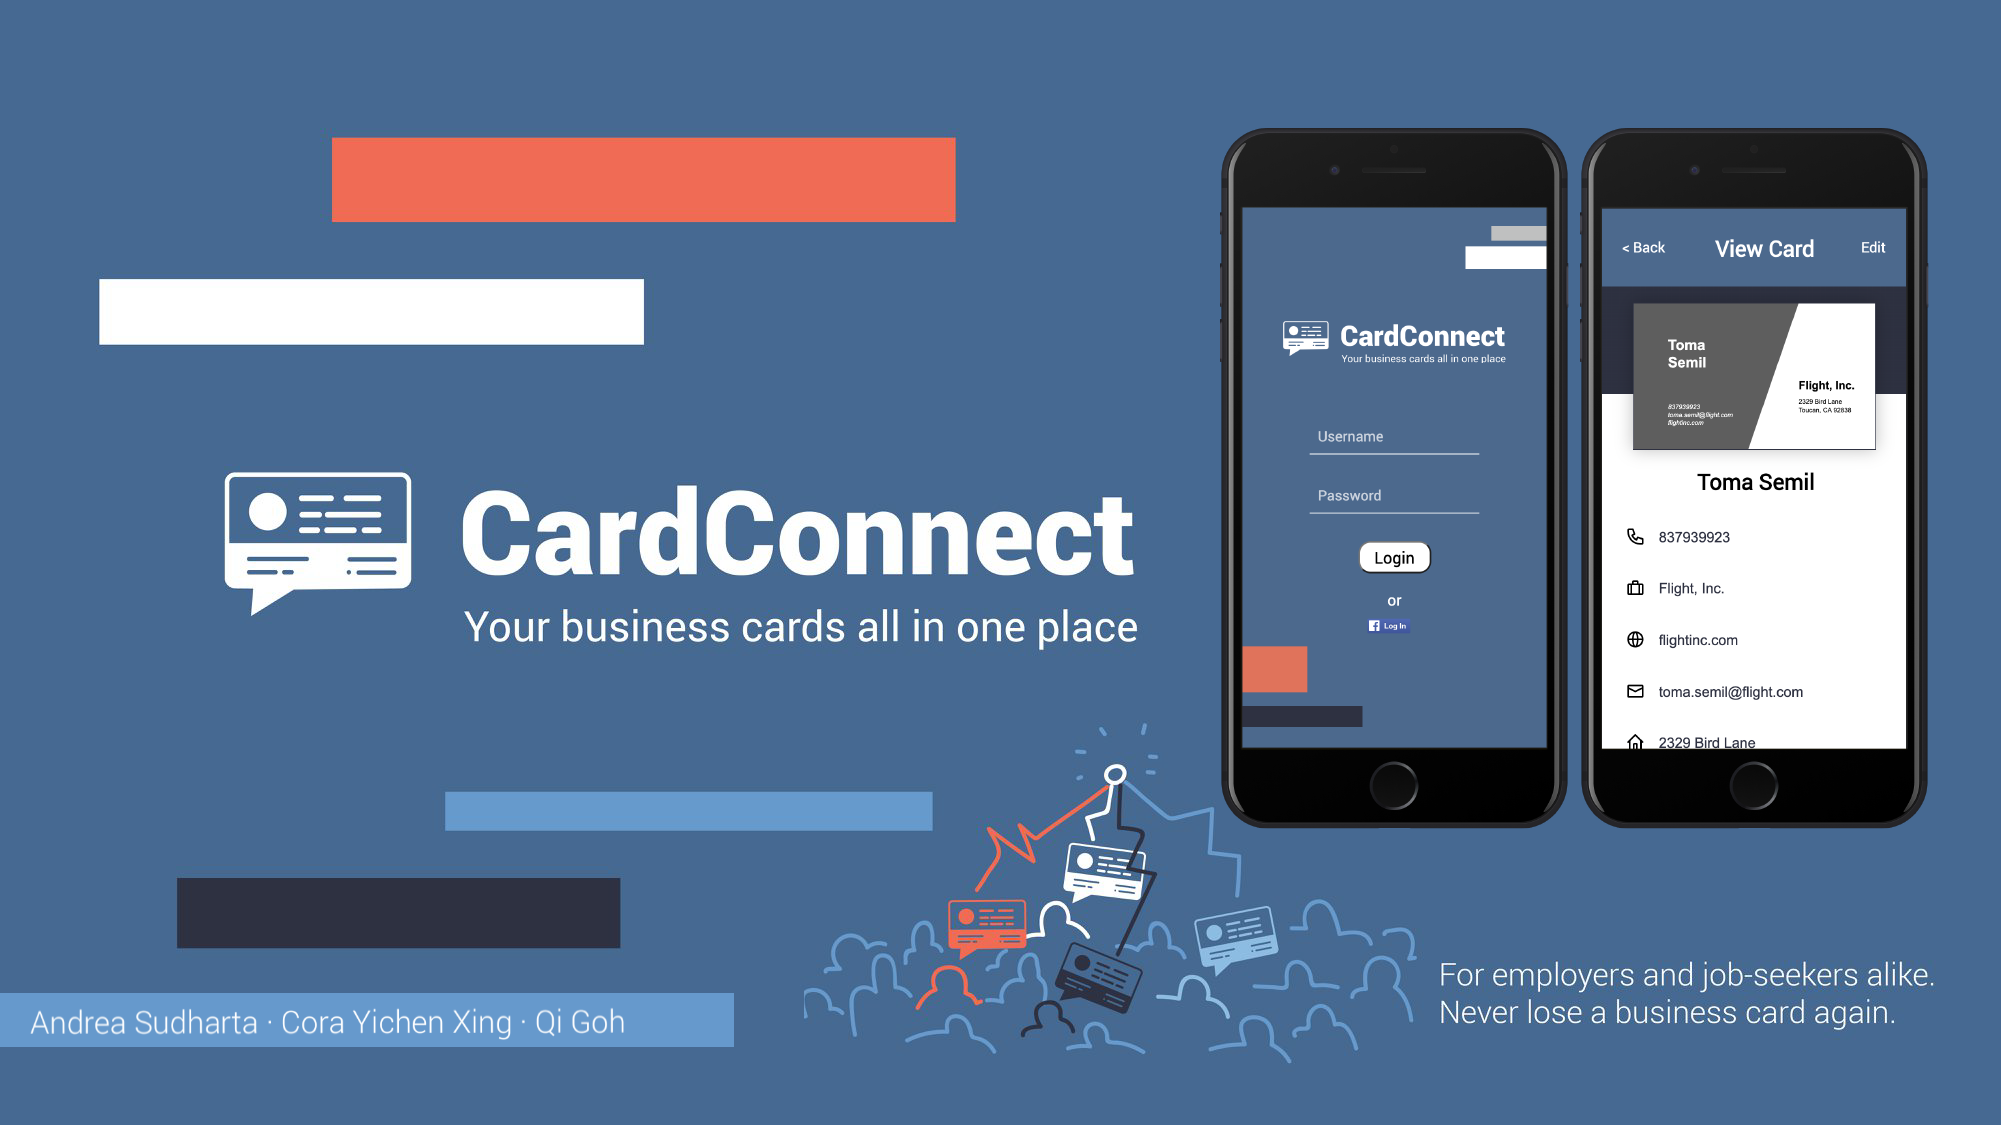 CardConnect
Your business cards all in one place
Andrea Sudharta · Cora Yichen Xing · Qi Goh
CardConnect
Your business cards all in one place
Username
Password
Login
or
Log In
< Back
View Card
Edit
Toma
Semil
837939923
toma.semil@flight.com
flightinc.com
Flight, Inc.
2329 Bird Lane
Toucan, CA 92838
Toma Semil
837939923
Flight, Inc.
flightinc.com
toma.semil@flight.com
2329 Bird Lane
For employers and job-seekers alike.
Never lose a business card again.